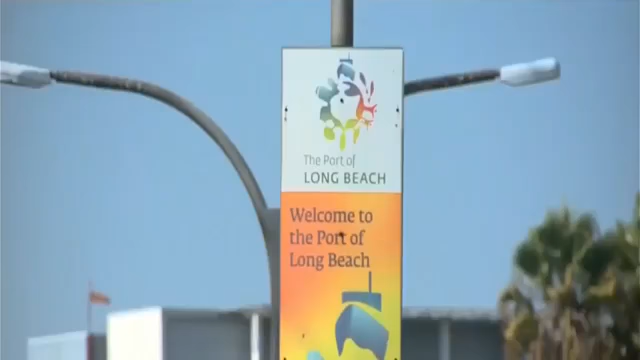 The Port of
LONG BEACH
Welcome to
the Port of
Long Beach